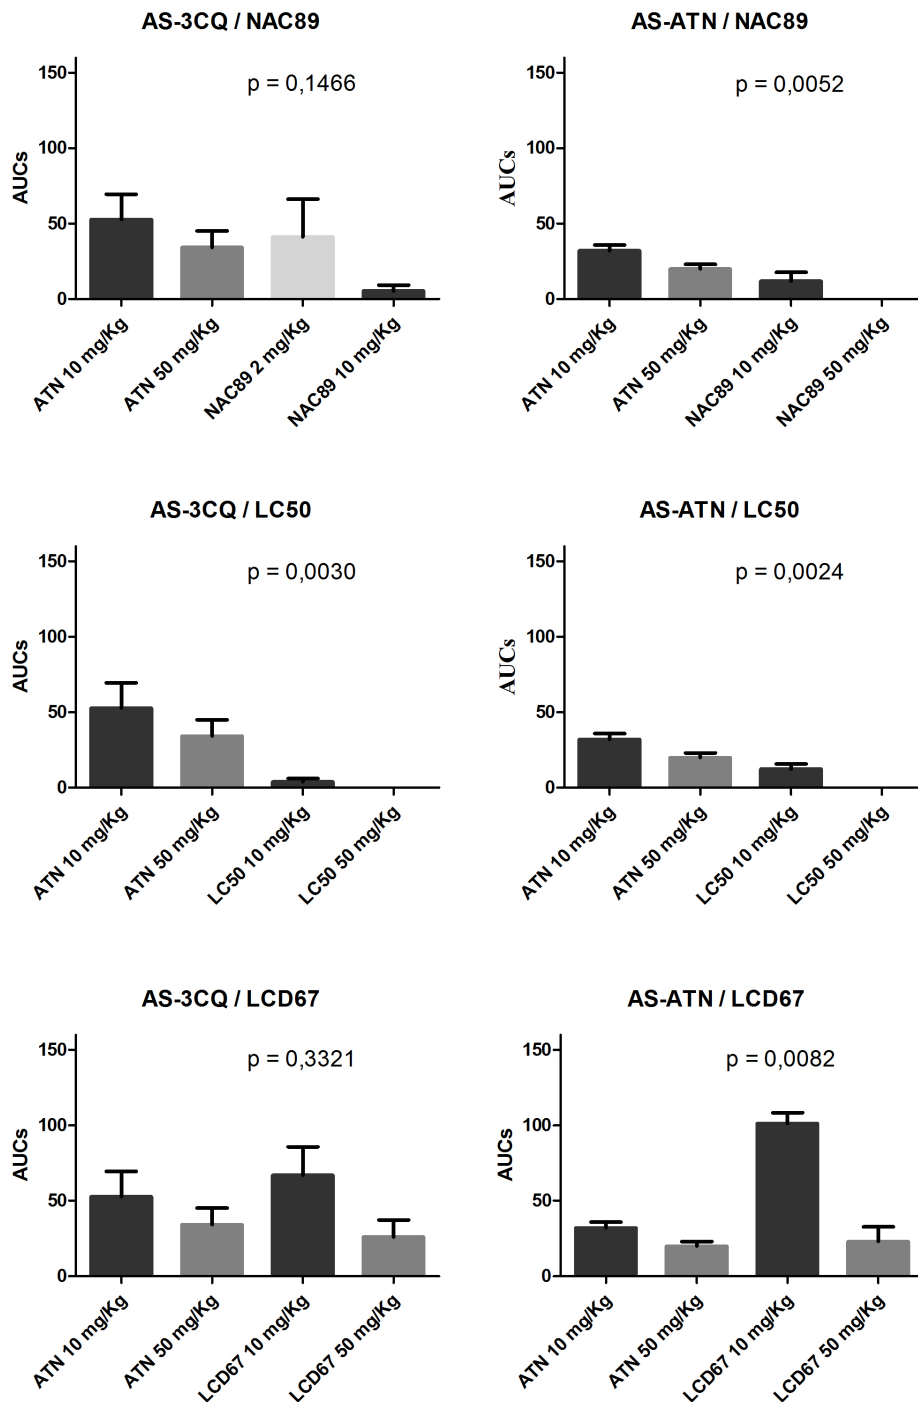 AS-3CQ / NAC89
p = 0,1466
AUCs
150
100
50
0
ATN 10 mg/Kg
ATN 50 mg/Kg
NAC89 2 mg/Kg
NAC89 10 mg/Kg
AS-ATN / NAC89
p = 0,0052
AUCs
150
100
50
0
ATN 10 mg/Kg
ATN 50 mg/Kg
NAC89 10 mg/Kg
NAC89 50 mg/Kg
AS-3CQ / LC50
p = 0,0030
AUCs
150
100
50
0
ATN 10 mg/Kg
ATN 50 mg/Kg
LC50 10 mg/Kg
LC50 50 mg/Kg
AS-ATN / LC50
p = 0,0024
AUCs
150
100
50
0
ATN 10 mg/Kg
ATN 50 mg/Kg
LC50 10 mg/Kg
LC50 50 mg/Kg
AS-3CQ / LCD67
p = 0,3321
AUCs
150
100
50
0
ATN 10 mg/Kg
ATN 50 mg/Kg
LCD67 10 mg/Kg
LCD67 50 mg/Kg
AS-ATN / LCD67
p = 0,0082
AUCs
150
100
50
0
ATN 10 mg/Kg
ATN 50 mg/Kg
LCD67 10 mg/Kg
LCD67 50 mg/Kg